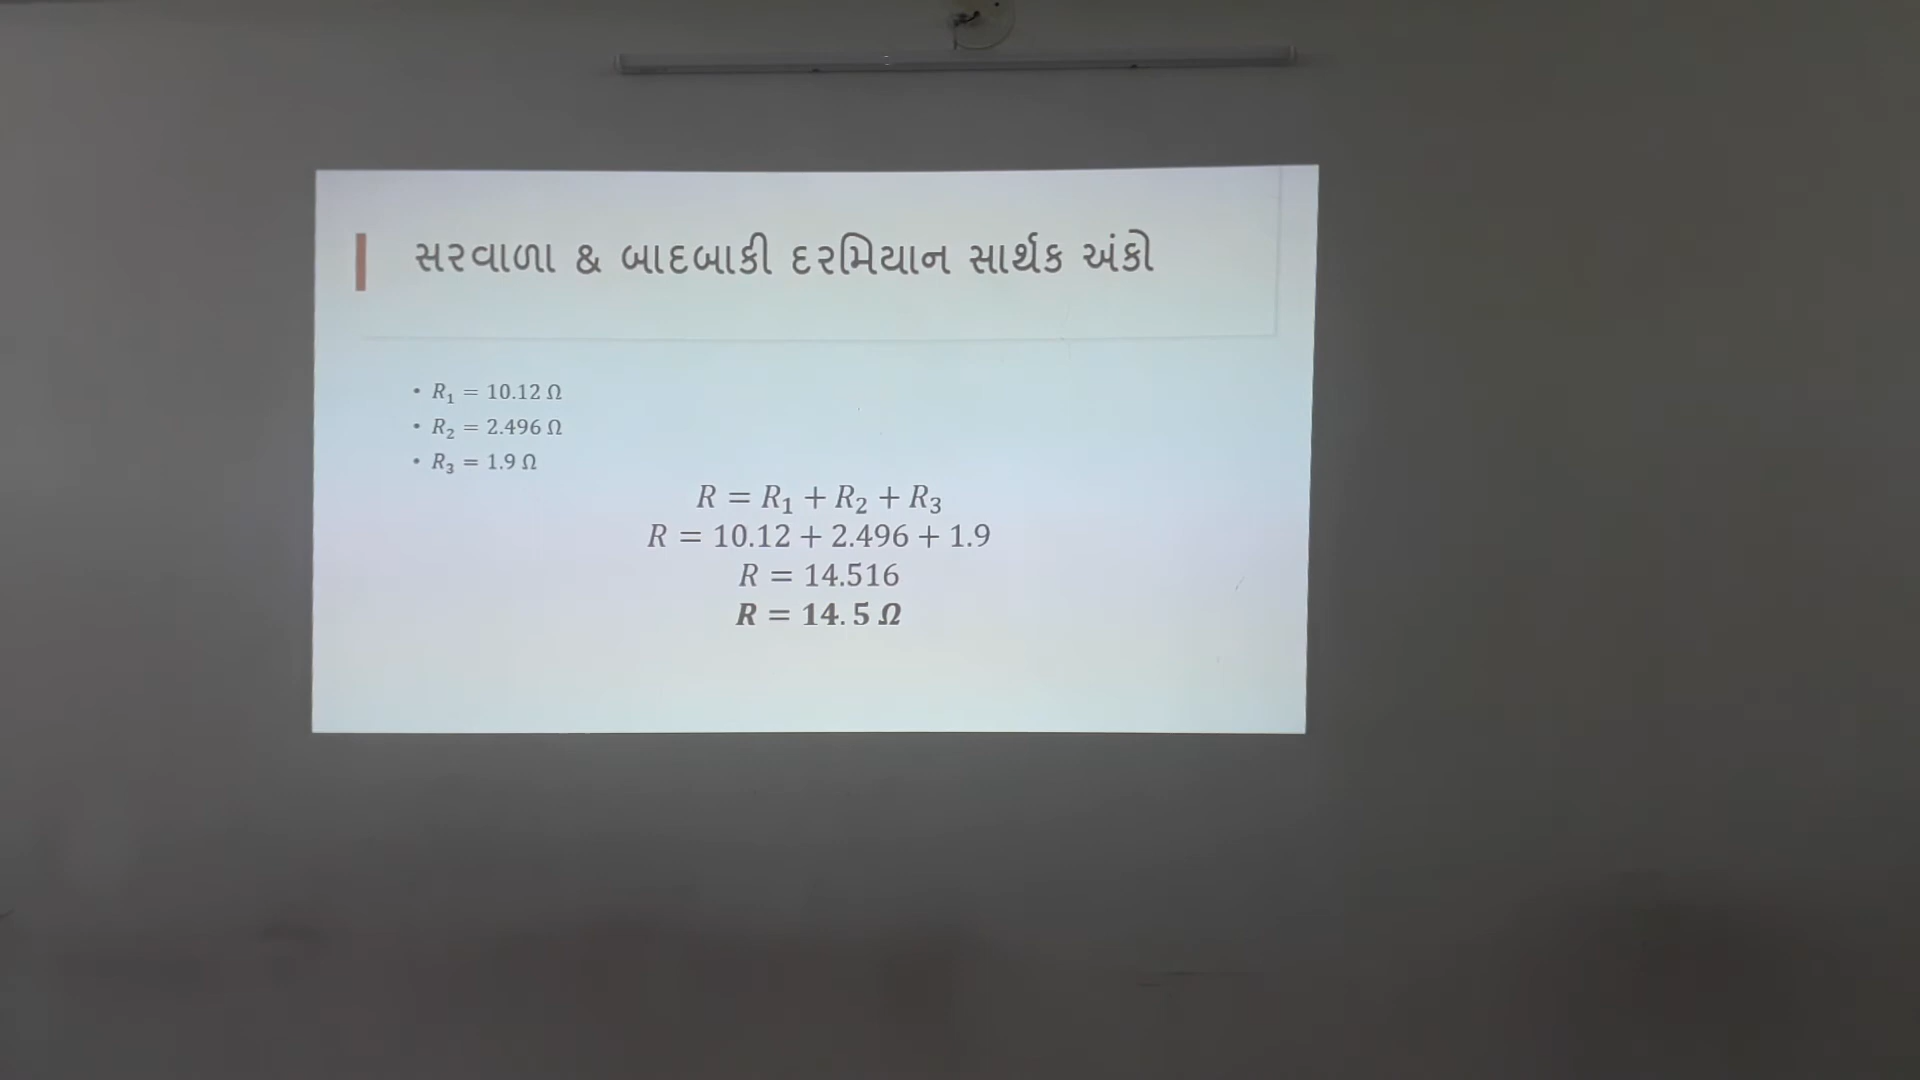 સરવાળા & બાદબાકી દરમિયાન સાર્થક અંકો
• R₁ = 10.12 Ω
• R₂ = 2.496 Ω
• R₃ = 1.9 Ω
R = R₁ + R₂ + R₃
R = 10.12 + 2.496 + 1.9
R = 14.516
R = 14.5 Ω